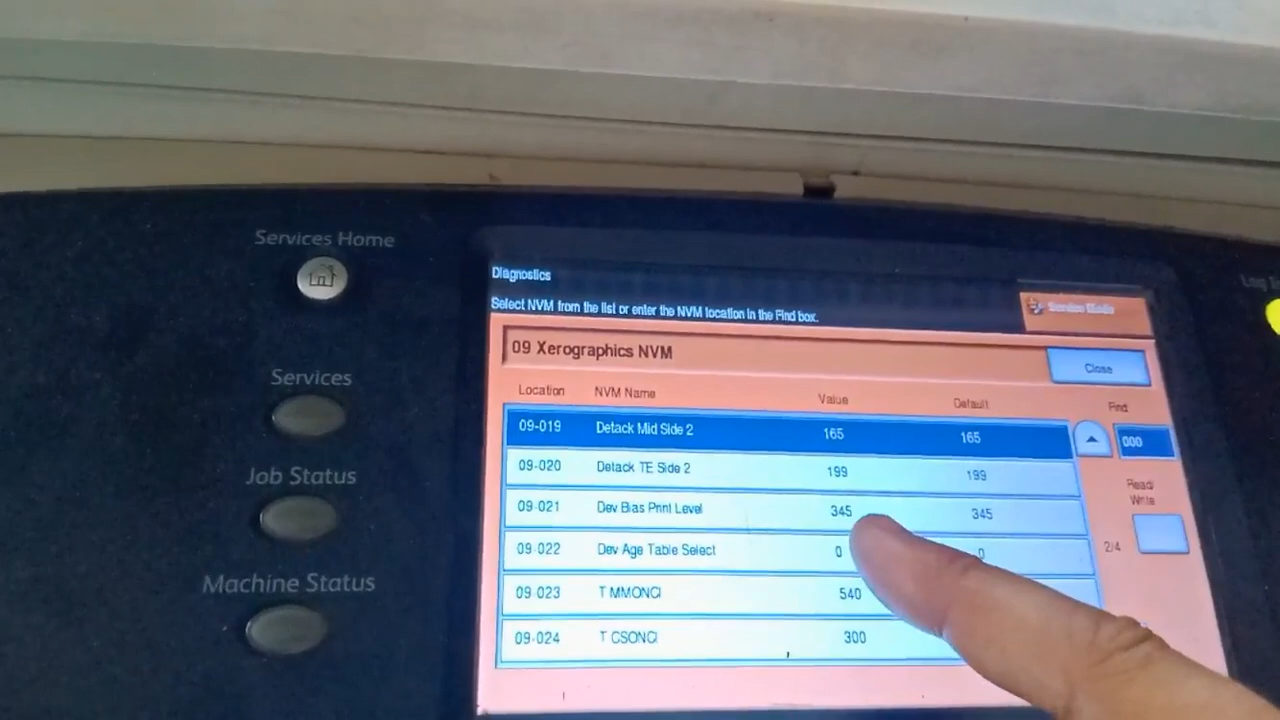 Services Home
Services
Job Status
Machine Status
Diagnostics
Select NVM from the list or enter the NVM location in the Find box.
Service Mode
09 Xerographics NVM
Close
Location NVM Name Value Default
Find
09-019 Detack Mid Side 2 165 165
000
09-020 Detack TE Side 2 199 199
Read/
Write
09-021 Dev Bias Print Level 345 345
09-022 Dev Age Table Select 0 0
2/4
09-023 540
09-024 300